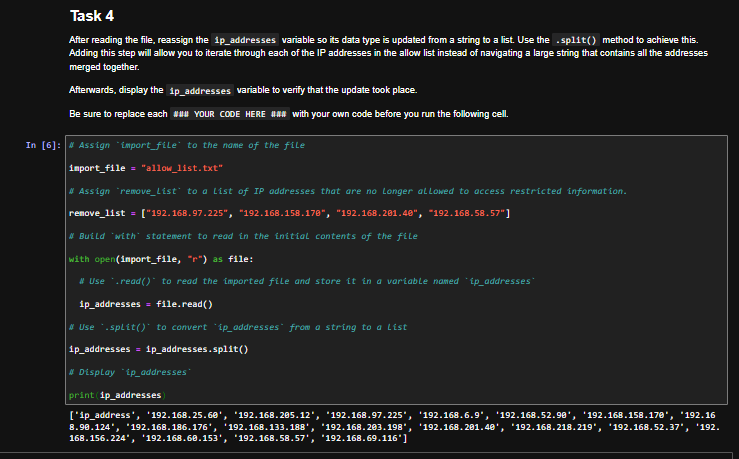 Task 4
After reading the file, reassign the ip_addresses variable so its data type is updated from a string to a list. Use the .split() method to achieve this.
Adding this step will allow you to iterate through each of the IP addresses in the allow list instead of navigating a large string that contains all the addresses
merged together.
Afterwards, display the ip_addresses variable to verify that the update took place.
Be sure to replace each ### YOUR CODE HERE ### with your own code before you run the following cell.
In [6]: # Assign `import_file` to the name of the file
import_file = "allow_list.txt"
# Assign `remove_list` to a list of IP addresses that are no longer allowed to access restricted information.
remove_list = ["192.168.97.225", "192.168.158.170", "192.168.201.40", "192.168.58.57"]
# Build `with` statement to read in the initial contents of the file
with open(import_file, "r") as file:
# Use `.read()` to read the imported file and store it in a variable named `ip_addresses`
ip_addresses = file.read()
# Use `.split()` to convert `ip_addresses` from a string to a list
ip_addresses = ip_addresses.split()
# Display `ip_addresses`
print(ip_addresses)
['ip_address', '192.168.25.60', '192.168.205.12', '192.168.97.225', '192.168.6.9', '192.168.52.90', '192.168.158.170', '192.16
8.90.124', '192.168.186.176', '192.168.133.188', '192.168.203.198', '192.168.201.40', '192.168.218.219', '192.168.52.37', '192.
168.156.224', '192.168.60.153', '192.168.58.57', '192.168.69.116']